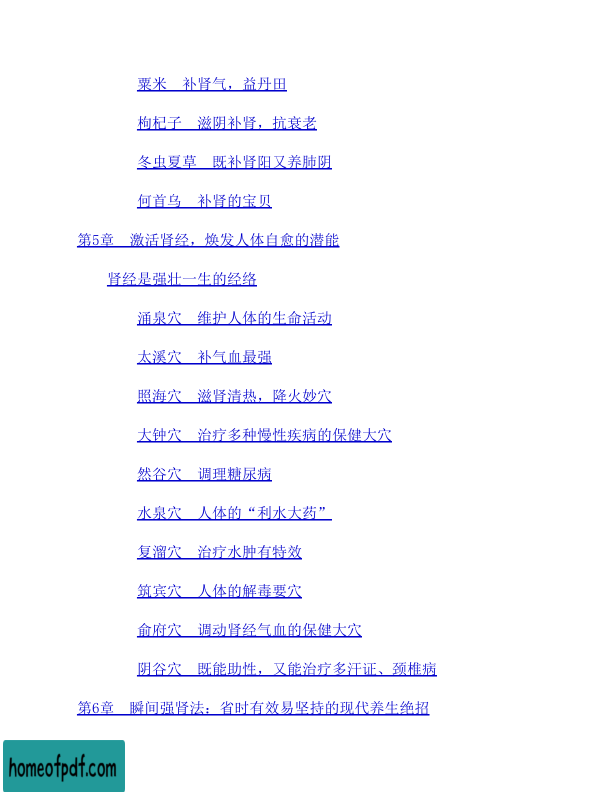 粟米　补肾气，益丹田
枸杞子　滋阴补肾，抗衰老
冬虫夏草　既补肾阳又养肺阴
何首乌　补肾的宝贝
第5章　激活肾经，焕发人体自愈的潜能
肾经是强壮一生的经络
涌泉穴　维护人体的生命活动
太溪穴　补气血最强
照海穴　滋肾清热，降火妙穴
大钟穴　治疗多种慢性疾病的保健大穴
然谷穴　调理糖尿病
水泉穴　人体的“利水大药”
复溜穴　治疗水肿有特效
筑宾穴　人体的解毒要穴
俞府穴　调动肾经气血的保健大穴
阴谷穴　既能助性，又能治疗多汗证、颈椎病
第6章　瞬间强肾法：省时有效易坚持的现代养生绝招
homeofpdf.com